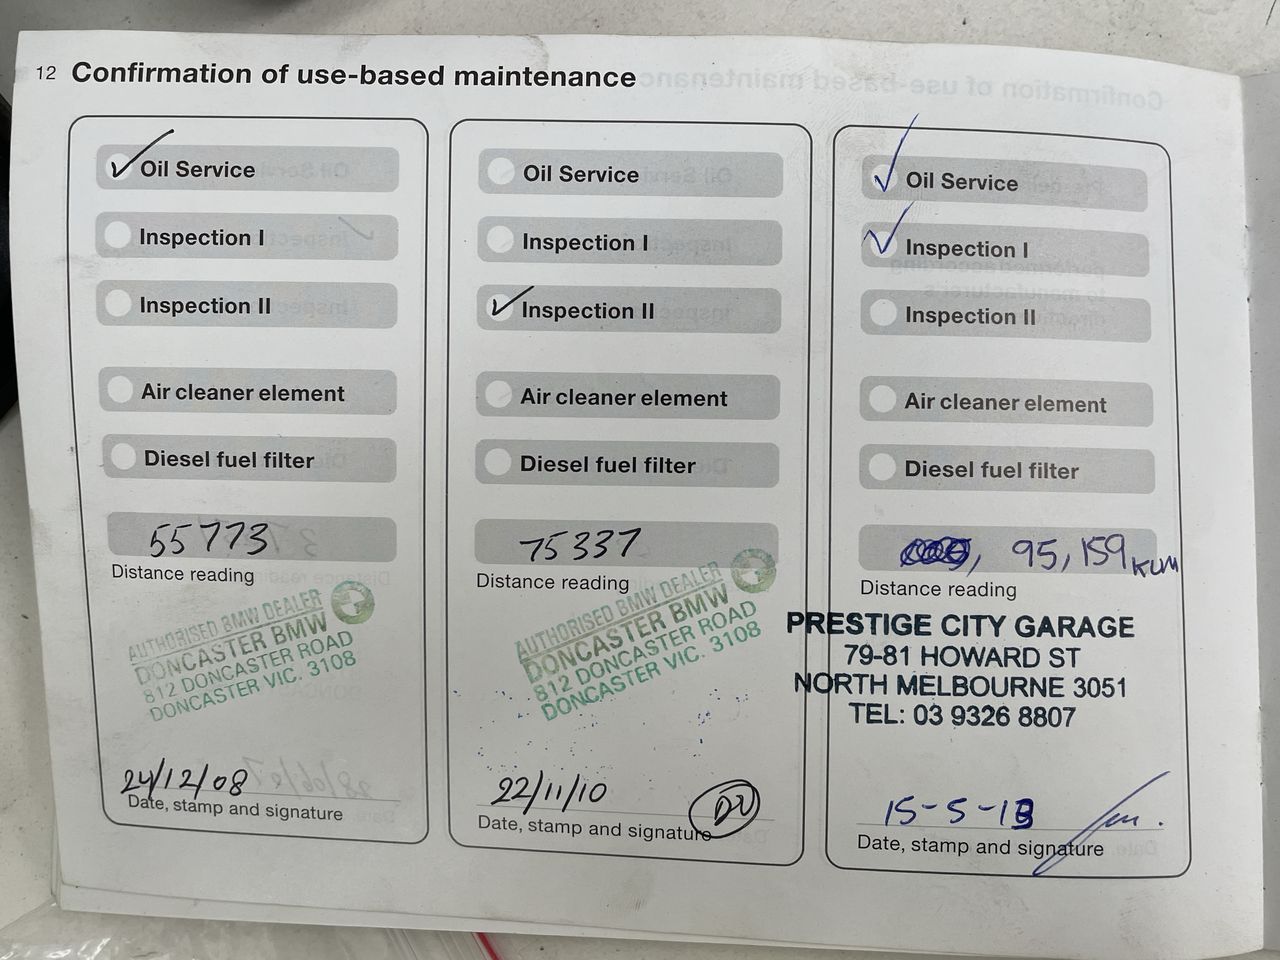 12 Confirmation of use-based maintenance
Oil Service
Inspection I
Inspection II
Air cleaner element
Diesel fuel filter
55773
Distance reading
AUTHORISED BMW DEALER
DONCASTER BMW
812 DONCASTER ROAD
DONCASTER VIC. 3108
24/12/08
Date, stamp and signature
Oil Service
Inspection I
Inspection II
Air cleaner element
Diesel fuel filter
75337
Distance reading
AUTHORISED BMW DEALER
DONCASTER BMW
812 DONCASTER ROAD
DONCASTER VIC. 3108
22/11/10
Date, stamp and signature
Oil Service
Inspection I
Inspection II
Air cleaner element
Diesel fuel filter
95,159 KLM
Distance reading
PRESTIGE CITY GARAGE
79-81 HOWARD ST
NORTH MELBOURNE 3051
TEL: 03 9326 8807
15-5-13
Date, stamp and signature